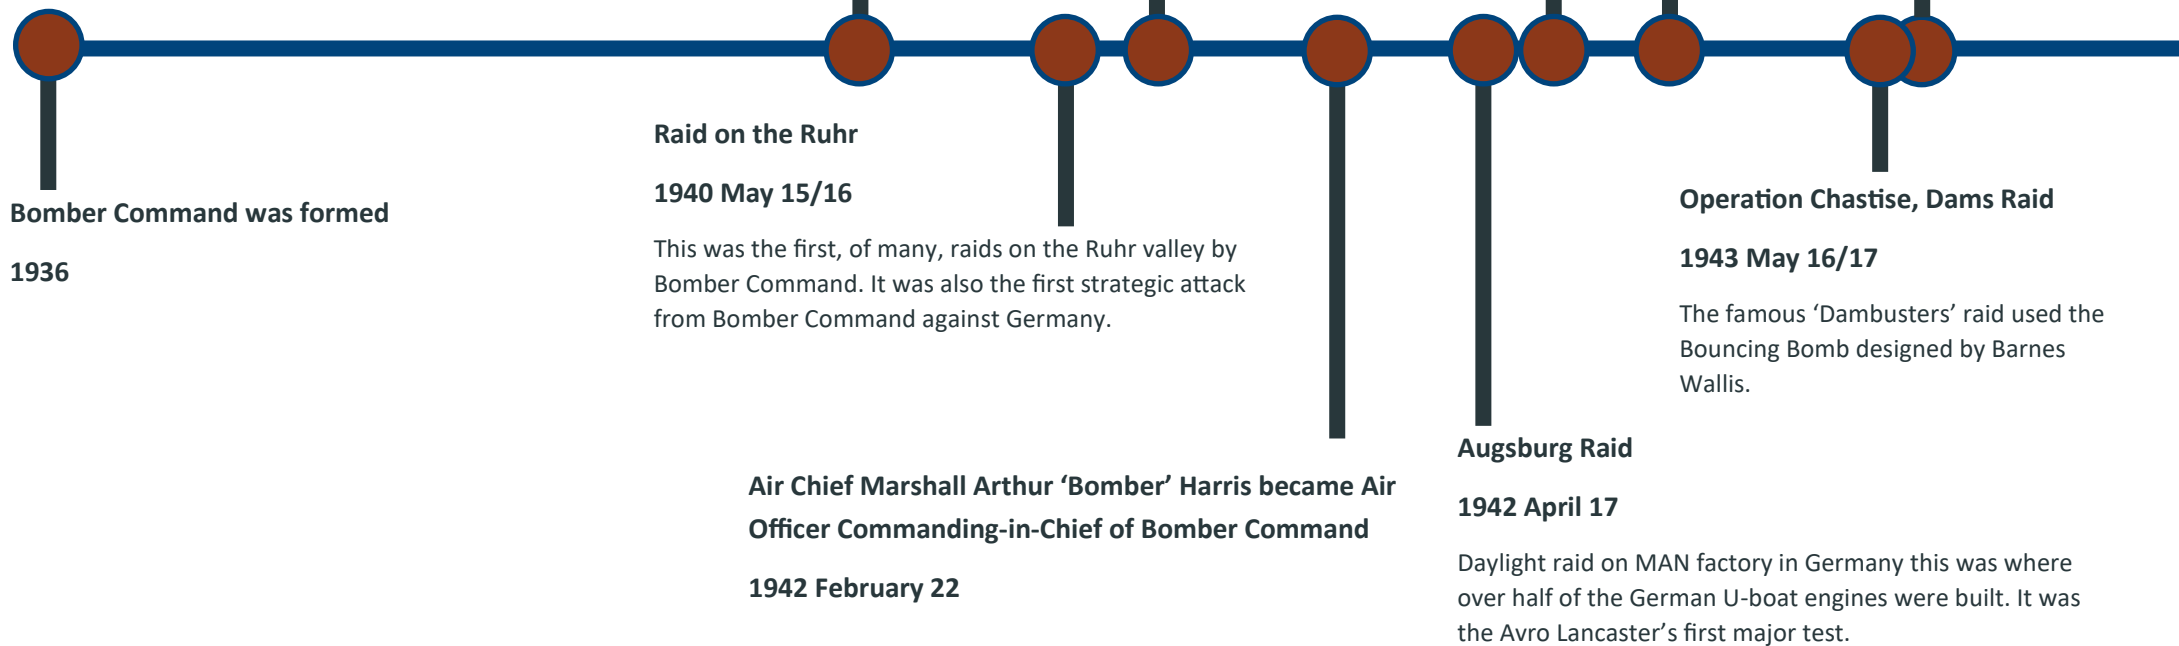 Bomber Command was formed
1936
Raid on the Ruhr
1940 May 15/16
This was the first, of many, raids on the Ruhr valley by
Bomber Command. It was also the first strategic attack
from Bomber Command against Germany.
Air Chief Marshall Arthur ‘Bomber’ Harris became Air
Officer Commanding-in-Chief of Bomber Command
1942 February 22
Augsburg Raid
1942 April 17
Daylight raid on MAN factory in Germany this was where
over half of the German U-boat engines were built. It was
the Avro Lancaster’s first major test.
Operation Chastise, Dams Raid
1943 May 16/17
The famous ‘Dambusters’ raid used the
Bouncing Bomb designed by Barnes
Wallis.